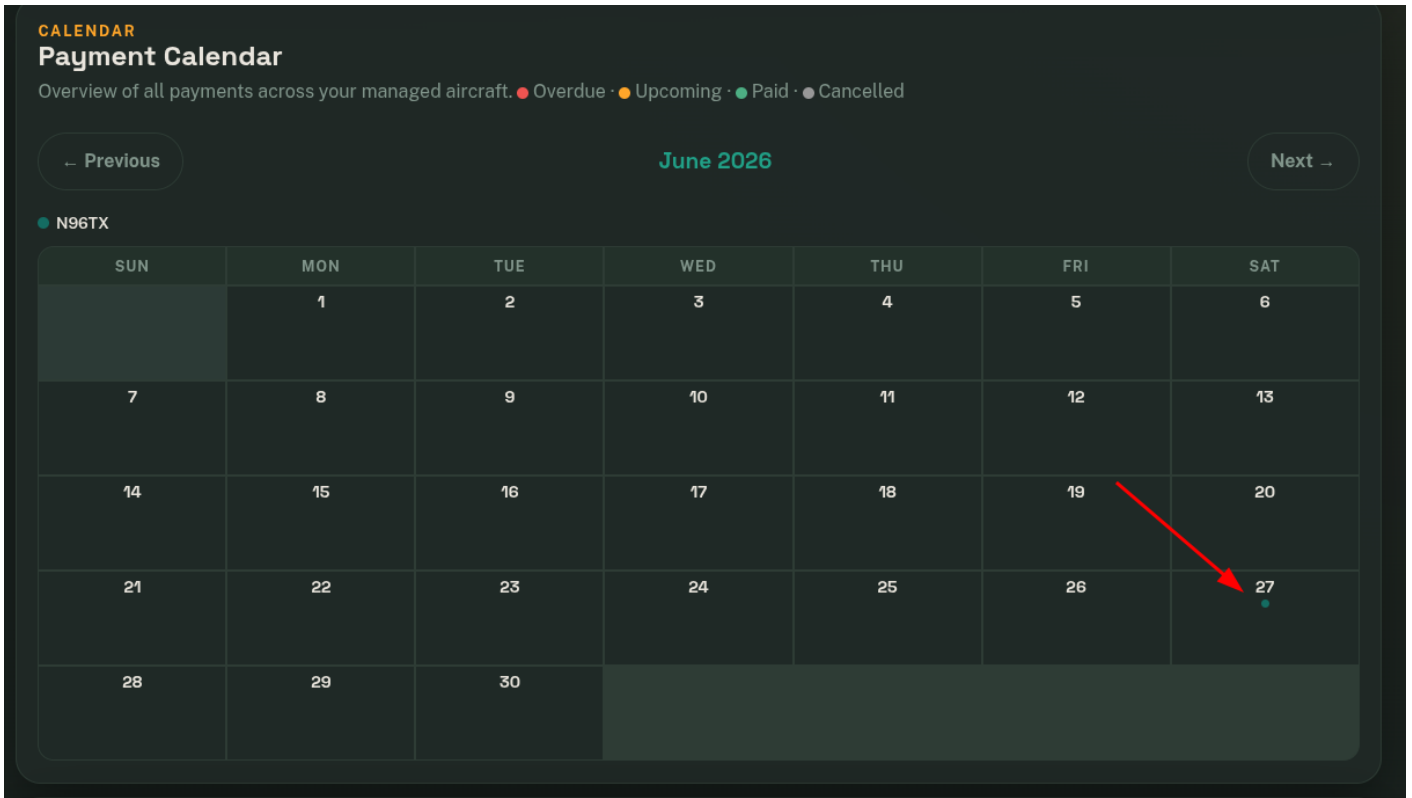 CALENDAR
Payment Calendar
Overview of all payments across your managed aircraft. Overdue · Upcoming · Paid · Cancelled
← Previous
June 2026
Next →
N96TX
SUN MON TUE WED THU FRI SAT
1 2 3 4 5 6
7 8 9 10 11 12 13
14 15 16 17 18 19 20
21 22 23 24 25 26 27
28 29 30